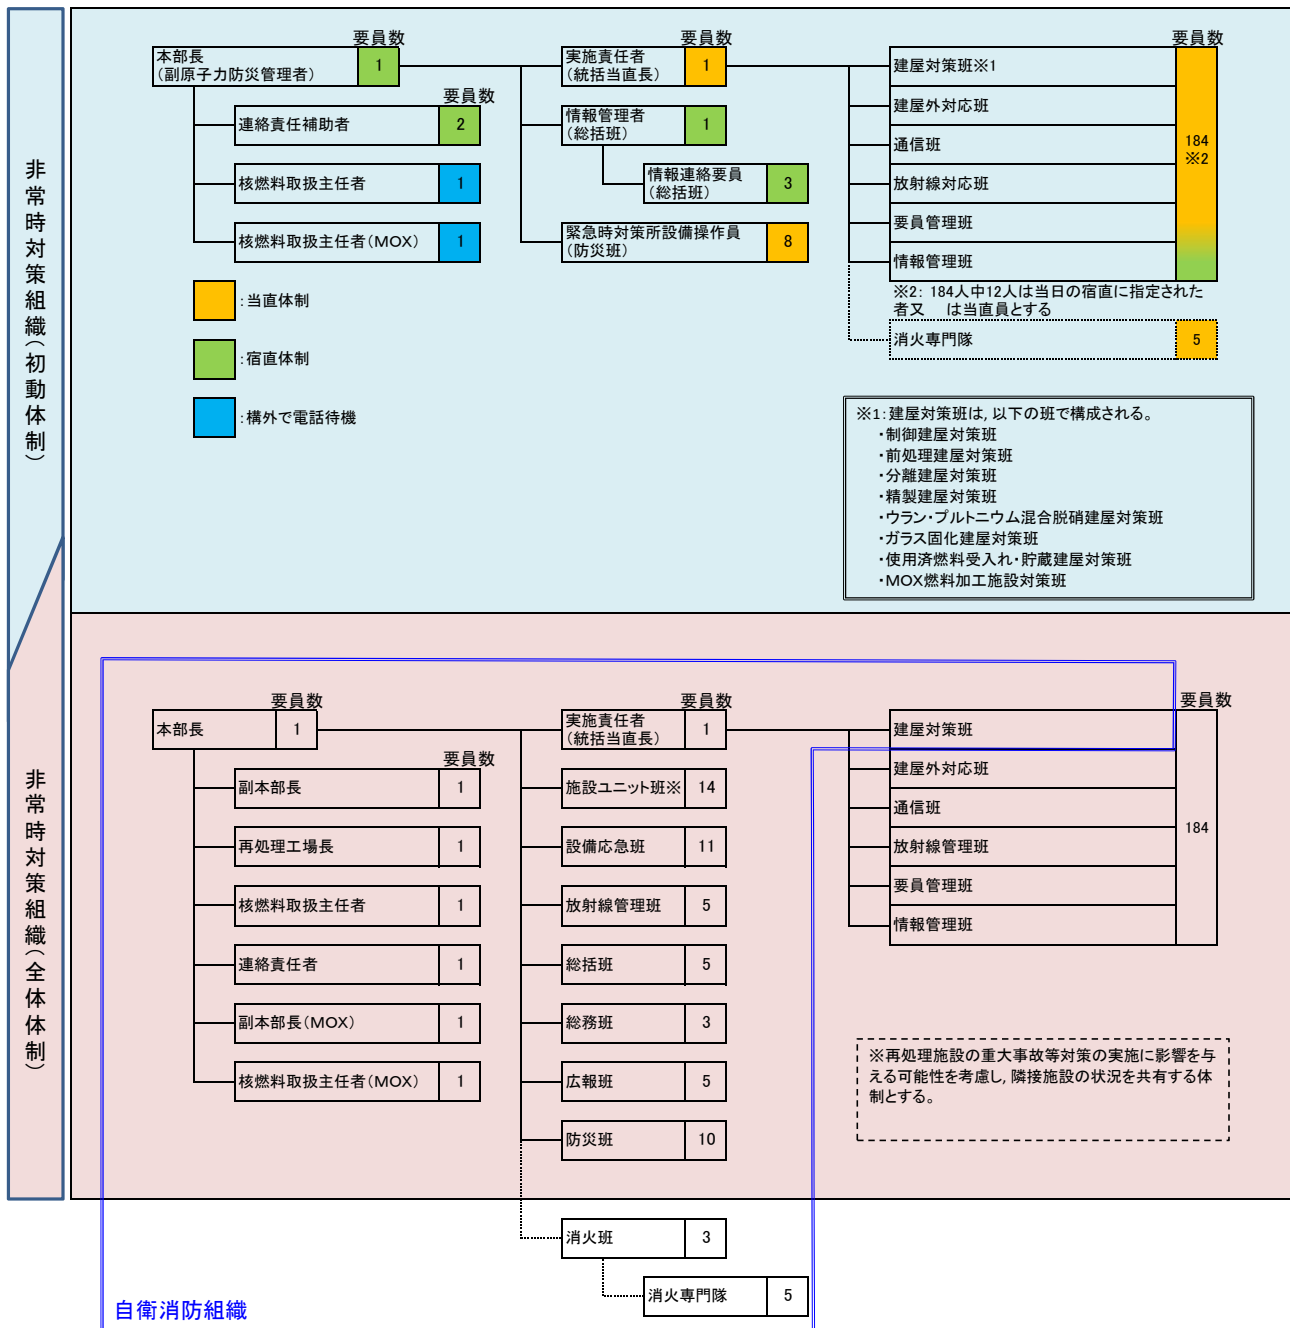 非常時対策組織(初動体制)
要員数
本部長
(副原子力防災管理者)
1
要員数
連絡責任補助者
2
核燃料取扱主任者
1
核燃料取扱主任者(MOX)
1
:当直体制
:宿直体制
:構外で電話待機
要員数
実施責任者
(統括当直長)
1
情報管理者
(総括班)
1
情報連絡要員
(総括班)
3
緊急時対策所設備操作員
(防災班)
8
要員数
建屋対策班※1
建屋外対応班
通信班
放射線対応班
要員管理班
情報管理班
184
※2
※2: 184人中12人は当日の宿直に指定された
者又 は当直員とする
消火専門隊
5
※1:建屋対策班は,以下の班で構成される。
・制御建屋対策班
・前処理建屋対策班
・分離建屋対策班
・精製建屋対策班
・ウラン・プルトニウム混合脱硝建屋対策班
・ガラス固化建屋対策班
・使用済燃料受入れ・貯蔵建屋対策班
・MOX燃料加工施設対策班
非常時対策組織(全体体制)
要員数
本部長
1
要員数
副本部長
1
再処理工場長
1
核燃料取扱主任者
1
連絡責任者
1
副本部長(MOX)
1
核燃料取扱主任者(MOX)
1
要員数
実施責任者
(統括当直長)
1
施設ユニット班※
14
設備応急班
11
放射線管理班
5
総括班
5
総務班
3
広報班
5
防災班
10
要員数
建屋対策班
建屋外対応班
通信班
放射線管理班
要員管理班
情報管理班
184
※再処理施設の重大事故等対策の実施に影響を与
える可能性を考慮し,隣接施設の状況を共有する体
制とする。
消火班
3
消火専門隊
5
自衛消防組織